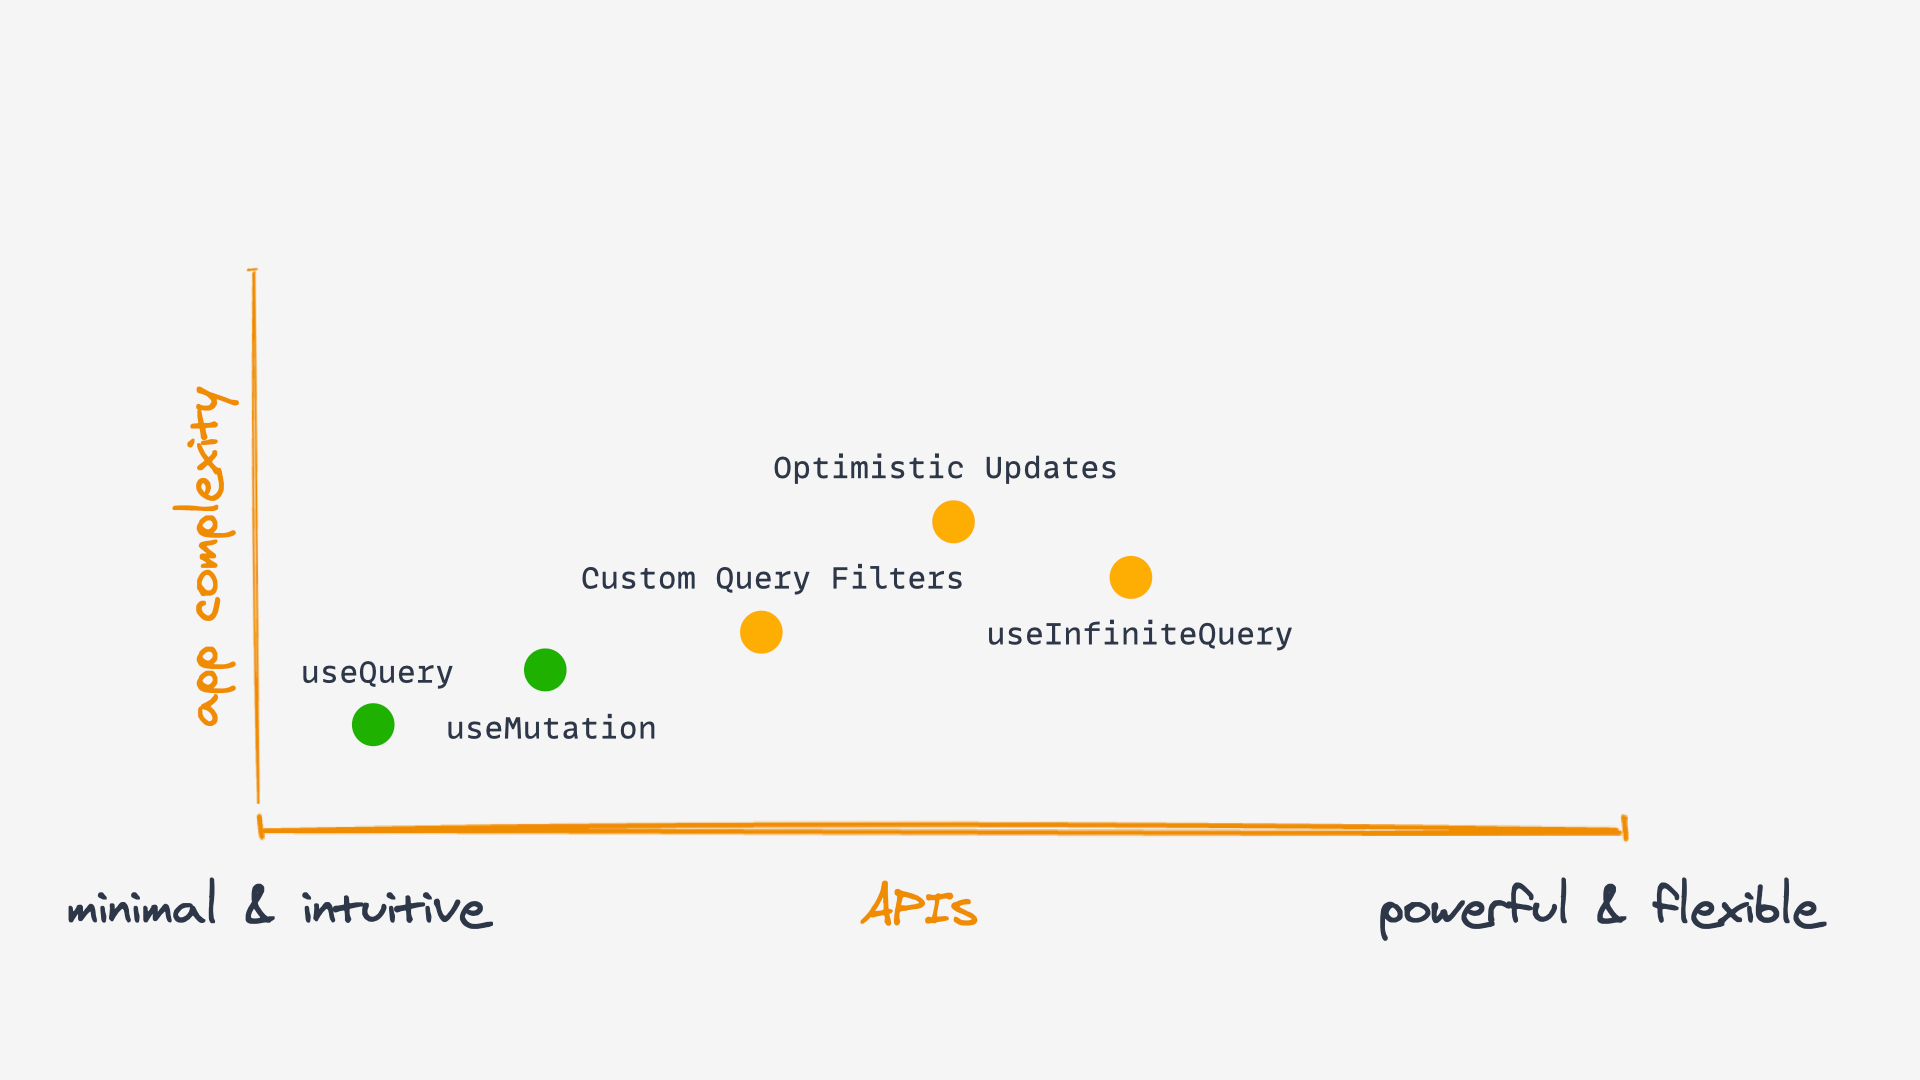 app complexity
Optimistic Updates
Custom Query Filters
useInfiniteQuery
useQuery
useMutation
minimal & intuitive
APIs
powerful & flexible